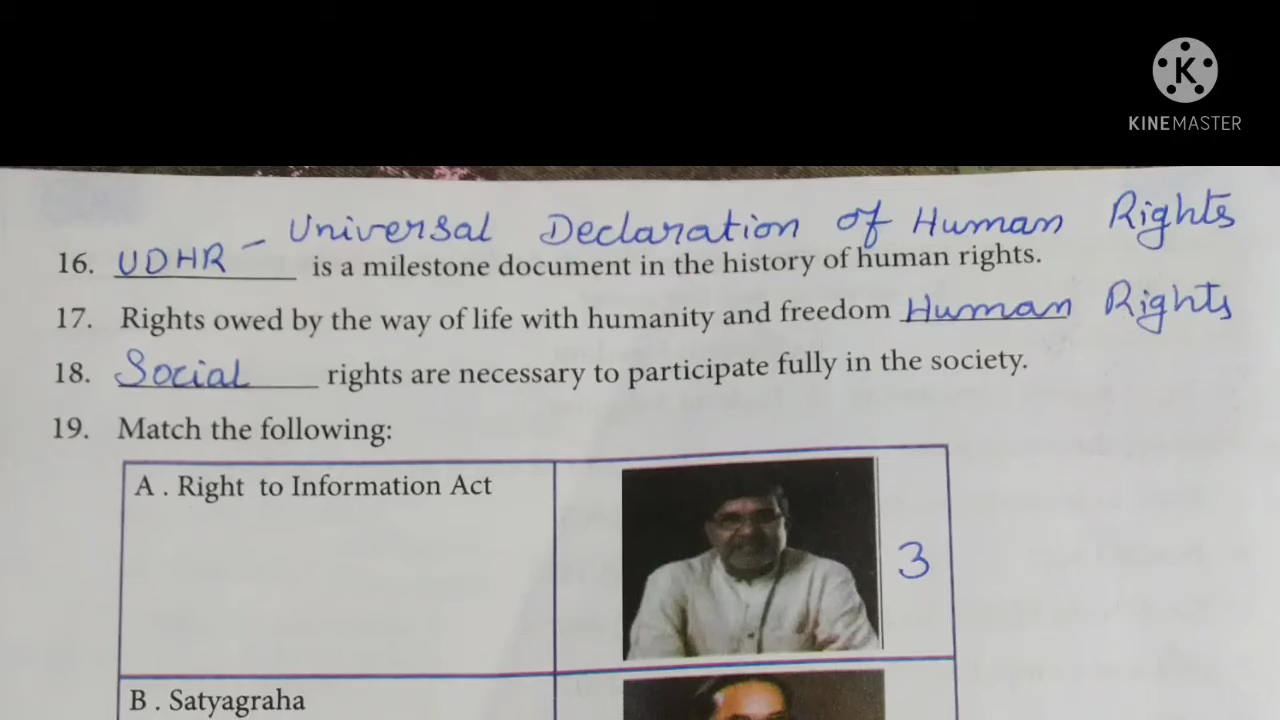 K
KINEMASTER
Universal Declaration of Human Rights
16. UDHR – is a milestone document in the history of human rights.
17. Rights owed by the way of life with humanity and freedom Human Rights
18. Social rights are necessary to participate fully in the society.
19. Match the following:
A . Right to Information Act
3
B . Satyagraha